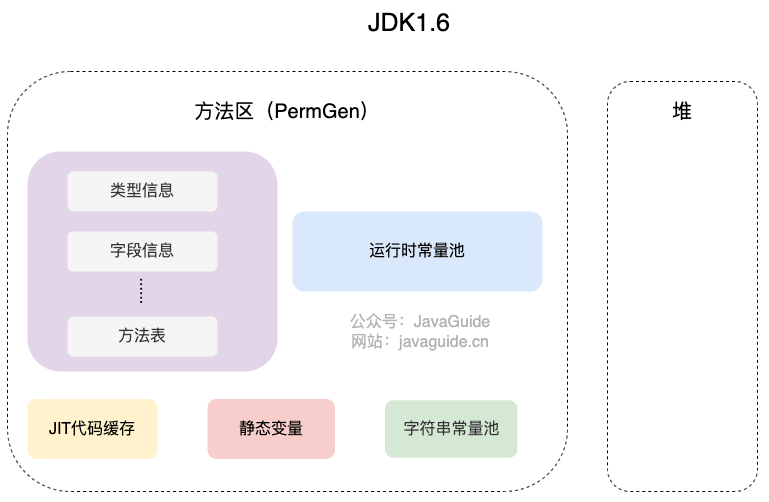 JDK1.6
方法区（PermGen）
堆
类型信息
字段信息
方法表
运行时常量池
公众号：JavaGuide
网站：javaguide.cn
JIT代码缓存
静态变量
字符串常量池